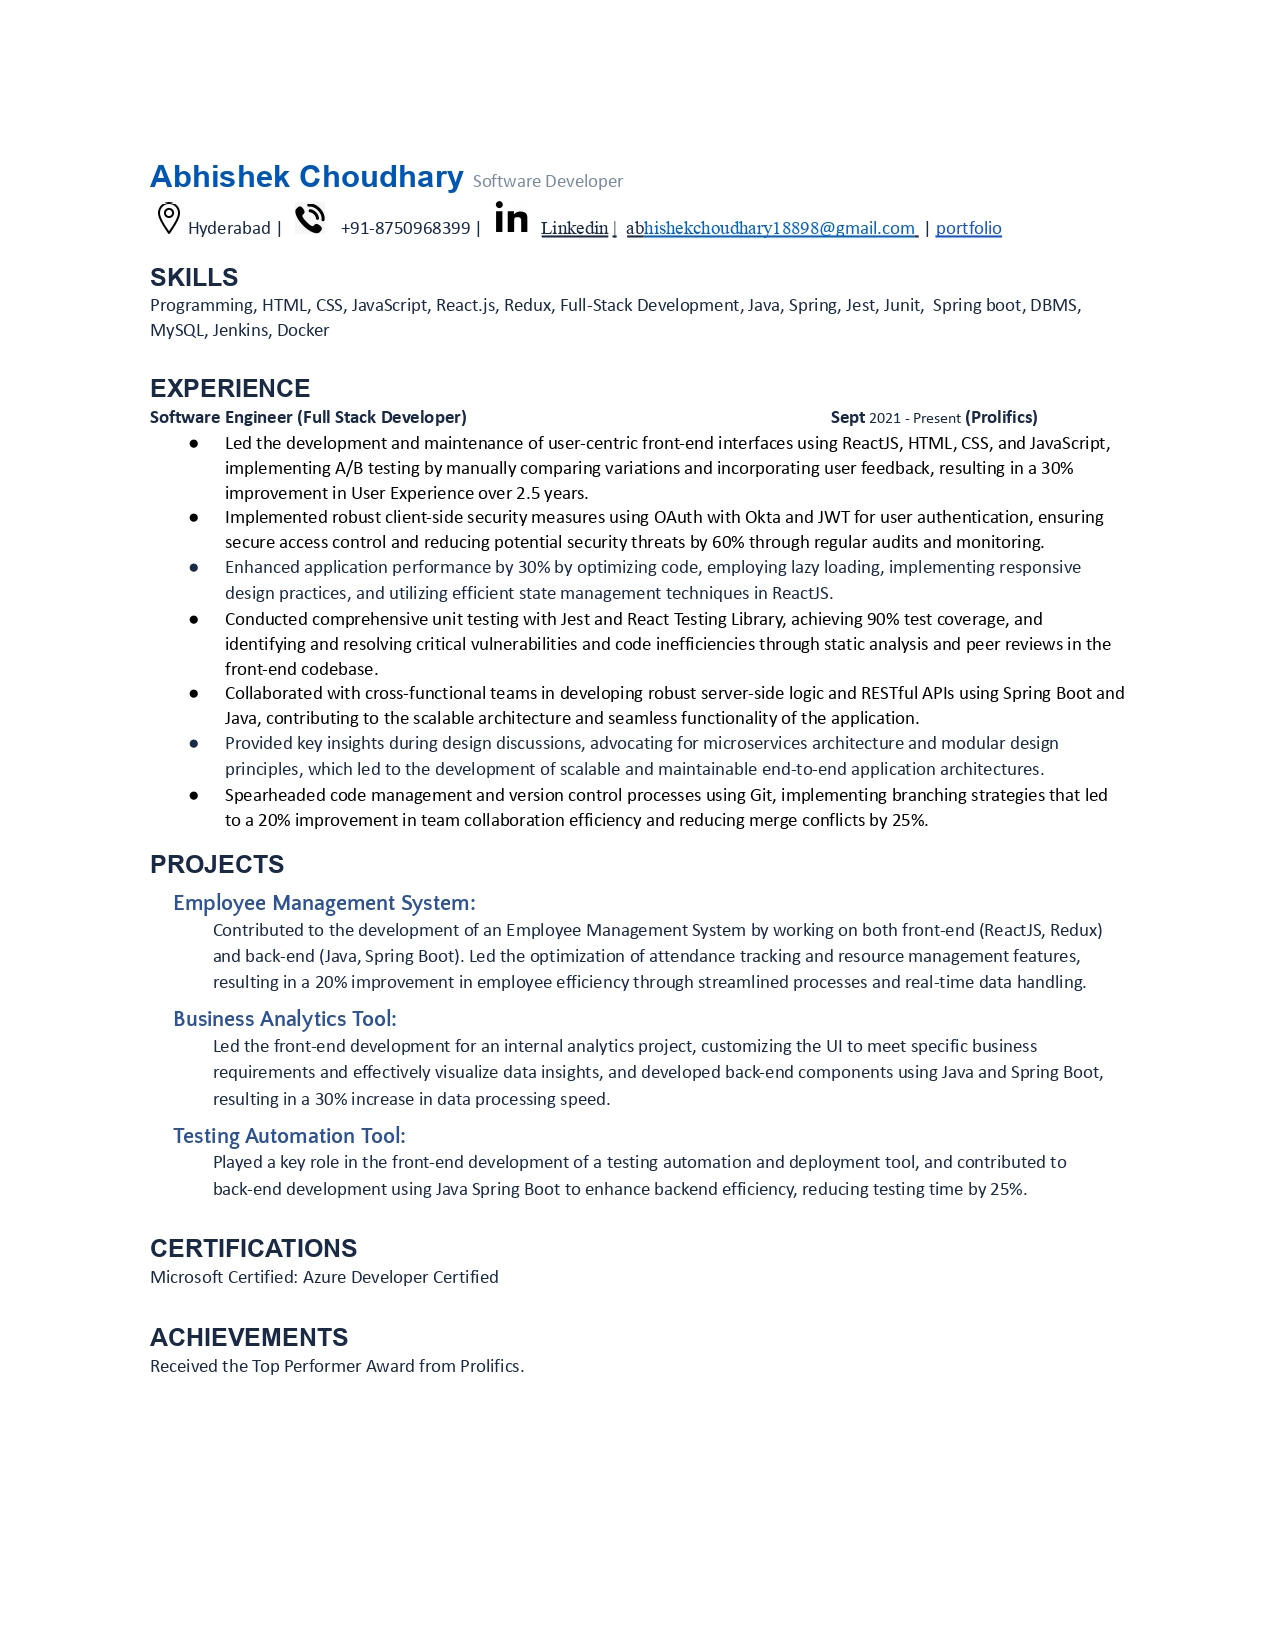 Abhishek Choudhary Software Developer
Hyderabad | +91-8750968399 | in Linkedin | abhishekchoudhary18898@gmail.com | portfolio
SKILLS
Programming, HTML, CSS, JavaScript, React.js, Redux, Full-Stack Development, Java, Spring, Jest, Junit, Spring boot, DBMS,
MySQL, Jenkins, Docker
EXPERIENCE
Software Engineer (Full Stack Developer) Sept 2021 - Present (Prolifics)
● Led the development and maintenance of user-centric front-end interfaces using ReactJS, HTML, CSS, and JavaScript,
implementing A/B testing by manually comparing variations and incorporating user feedback, resulting in a 30%
improvement in User Experience over 2.5 years.
● Implemented robust client-side security measures using OAuth with Okta and JWT for user authentication, ensuring
secure access control and reducing potential security threats by 60% through regular audits and monitoring.
● Enhanced application performance by 30% by optimizing code, employing lazy loading, implementing responsive
design practices, and utilizing efficient state management techniques in ReactJS.
● Conducted comprehensive unit testing with Jest and React Testing Library, achieving 90% test coverage, and
identifying and resolving critical vulnerabilities and code inefficiencies through static analysis and peer reviews in the
front-end codebase.
● Collaborated with cross-functional teams in developing robust server-side logic and RESTful APIs using Spring Boot and
Java, contributing to the scalable architecture and seamless functionality of the application.
● Provided key insights during design discussions, advocating for microservices architecture and modular design
principles, which led to the development of scalable and maintainable end-to-end application architectures.
● Spearheaded code management and version control processes using Git, implementing branching strategies that led
to a 20% improvement in team collaboration efficiency and reducing merge conflicts by 25%.
PROJECTS
Employee Management System:
Contributed to the development of an Employee Management System by working on both front-end (ReactJS, Redux)
and back-end (Java, Spring Boot). Led the optimization of attendance tracking and resource management features,
resulting in a 20% improvement in employee efficiency through streamlined processes and real-time data handling.
Business Analytics Tool:
Led the front-end development for an internal analytics project, customizing the UI to meet specific business
requirements and effectively visualize data insights, and developed back-end components using Java and Spring Boot,
resulting in a 30% increase in data processing speed.
Testing Automation Tool:
Played a key role in the front-end development of a testing automation and deployment tool, and contributed to
back-end development using Java Spring Boot to enhance backend efficiency, reducing testing time by 25%.
CERTIFICATIONS
Microsoft Certified: Azure Developer Certified
ACHIEVEMENTS
Received the Top Performer Award from Prolifics.